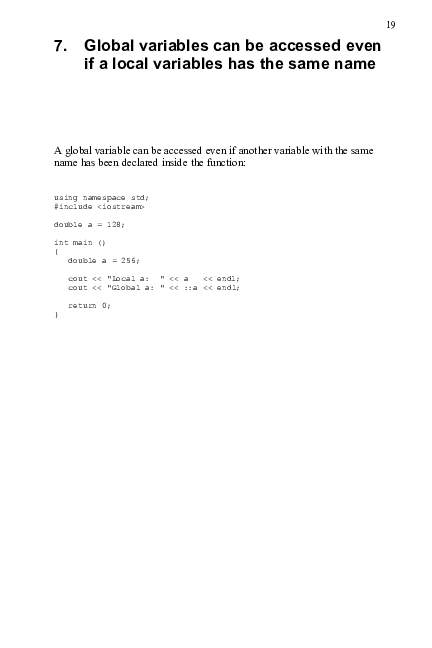 19
7. Global variables can be accessed even
if a local variables has the same name
A global variable can be accessed even if another variable with the same
name has been declared inside the function:
using namespace std;
#include <iostream>
double a = 128;
int main ()
{
   double a = 256;
   cout << "Local a:  " << a   << endl;
   cout << "Global a: " << ::a << endl;
   return 0;
}